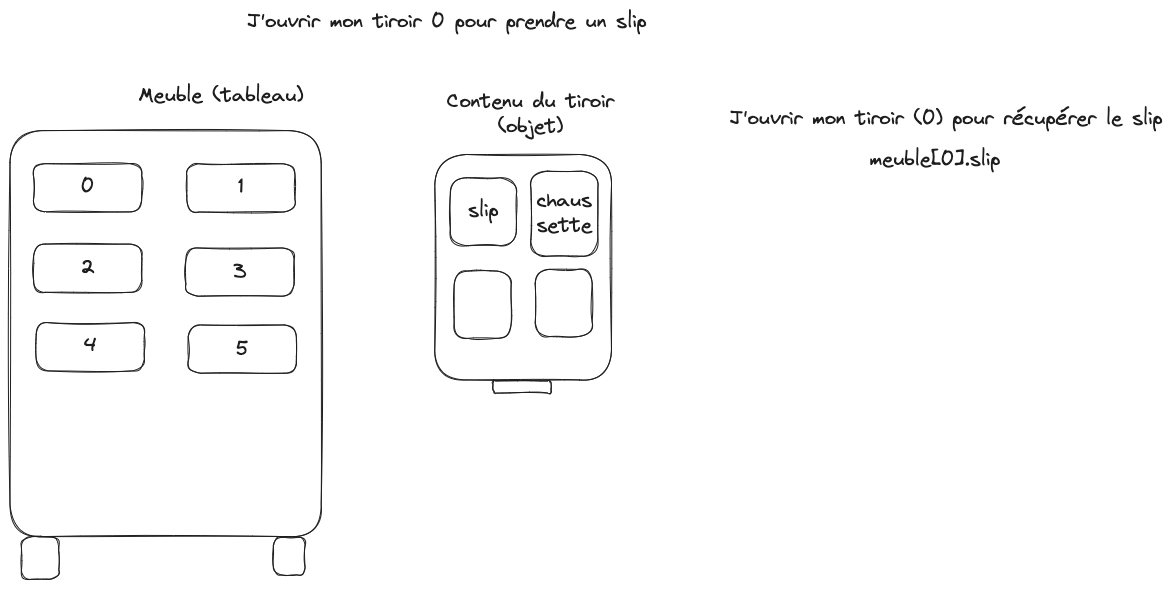 J'ouvrir mon tiroir 0 pour prendre un slip
Meuble (tableau)
0
1
2
3
4
5
Contenu du tiroir
(objet)
slip
chaus
sette
J'ouvrir mon tiroir (0) pour récupérer le slip
meuble[0].slip